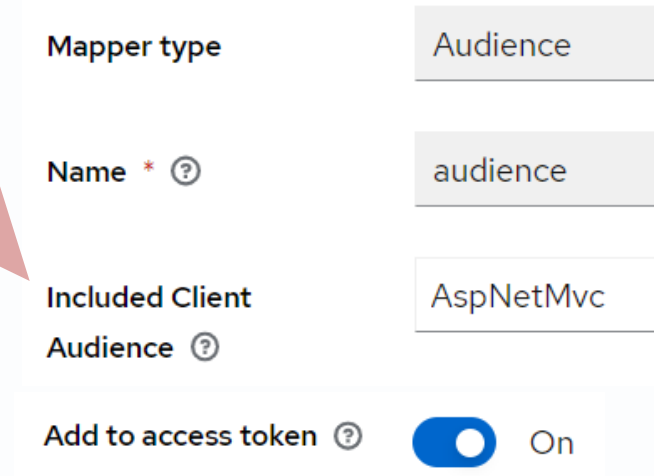 Mapper type Audience
Name * audience
Included Client AspNetMvc
Audience
Add to access token On